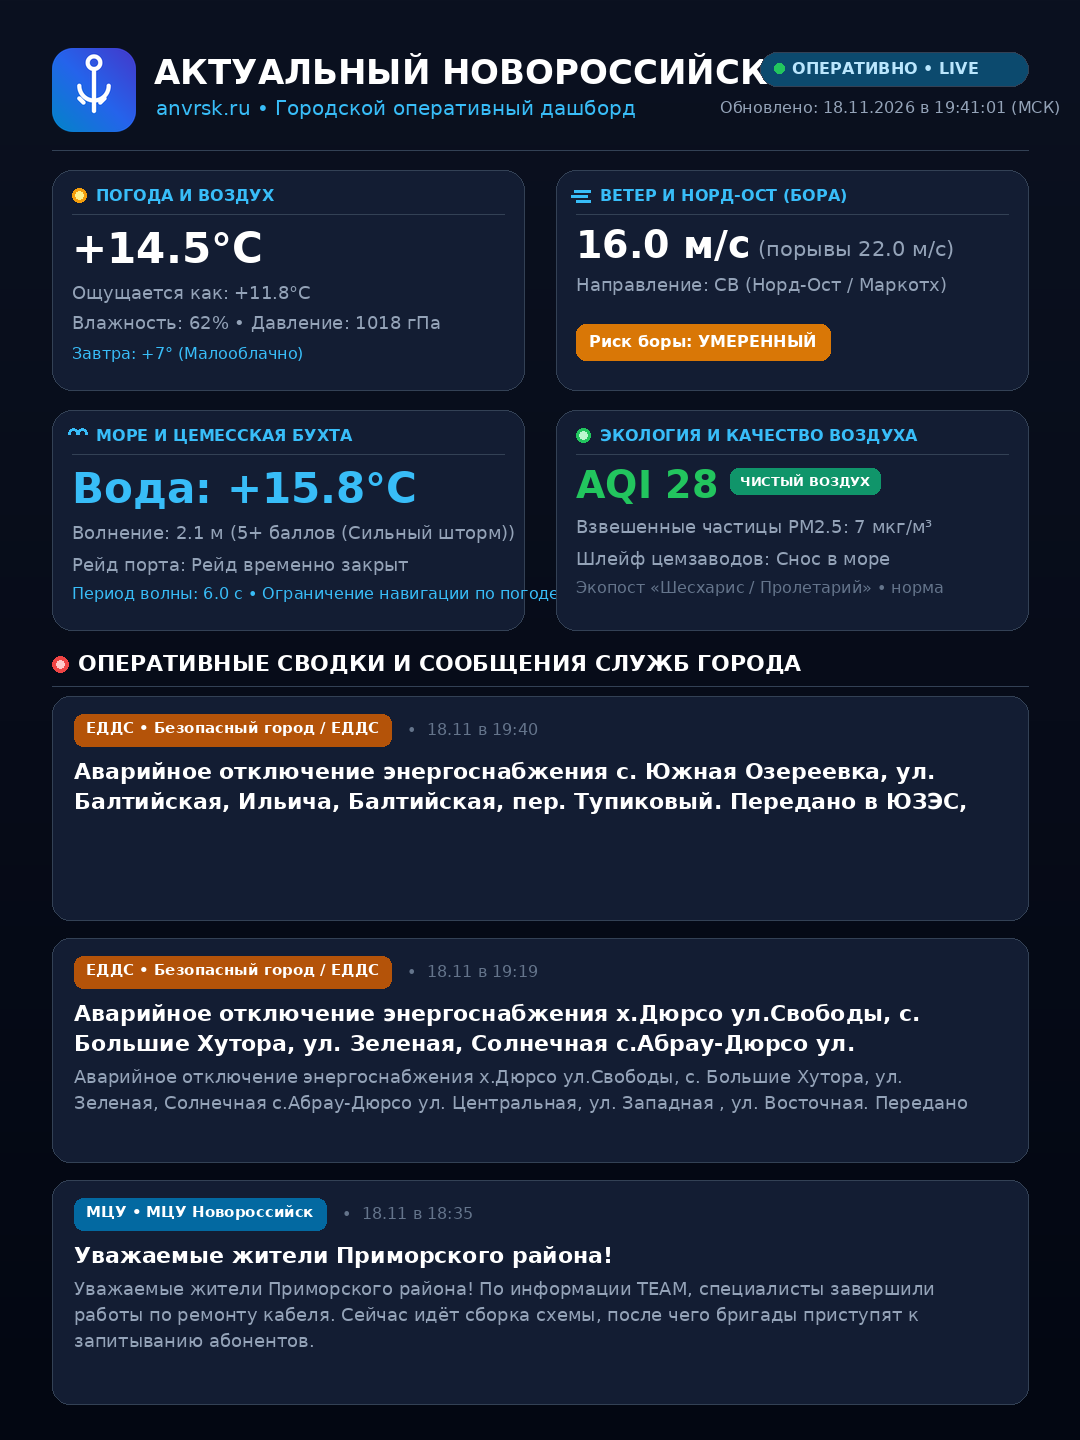 АКТУАЛЬНЫЙ НОВОРОССИЙСК
ОПЕРАТИВНО • LIVE
anvrsk.ru • Городской оперативный дашборд
Обновлено: 18.11.2026 в 19:41:01 (МСК)
ПОГОДА И ВОЗДУХ
+14.5°C
Ощущается как: +11.8°C
Влажность: 62% • Давление: 1018 гПа
Завтра: +7° (Малооблачно)
ВЕТЕР И НОРД-ОСТ (БОРА)
16.0 м/с (порывы 22.0 м/с)
Направление: СВ (Норд-Ост / Маркотх)
Риск боры: УМЕРЕННЫЙ
МОРЕ И ЦЕМЕССКАЯ БУХТА
Вода: +15.8°C
Волнение: 2.1 м (5+ баллов (Сильный шторм))
Рейд порта: Рейд временно закрыт
Период волны: 6.0 с • Ограничение навигации по погоде
ЭКОЛОГИЯ И КАЧЕСТВО ВОЗДУХА
AQI 28 ЧИСТЫЙ ВОЗДУХ
Взвешенные частицы PM2.5: 7 мкг/м³
Шлейф цемзаводов: Снос в море
Экопост «Шесхарис / Пролетарий» • норма
ОПЕРАТИВНЫЕ СВОДКИ И СООБЩЕНИЯ СЛУЖБ ГОРОДА
ЕДДС • Безопасный город / ЕДДС • 18.11 в 19:40
Аварийное отключение энергоснабжения с. Южная Озереевка, ул.
Балтийская, Ильича, Балтийская, пер. Тупиковый. Передано в ЮЗЭС,
ЕДДС • Безопасный город / ЕДДС • 18.11 в 19:19
Аварийное отключение энергоснабжения х.Дюрсо ул.Свободы, с.
Большие Хутора, ул. Зеленая, Солнечная с.Абрау-Дюрсо ул.
Аварийное отключение энергоснабжения х.Дюрсо ул.Свободы, с. Большие Хутора, ул.
Зеленая, Солнечная с.Абрау-Дюрсо ул. Центральная, ул. Западная , ул. Восточная. Передано
МЦУ • МЦУ Новороссийск • 18.11 в 18:35
Уважаемые жители Приморского района!
Уважаемые жители Приморского района! По информации ТЕАМ, специалисты завершили
работы по ремонту кабеля. Сейчас идёт сборка схемы, после чего бригады приступят к
запитыванию абонентов.